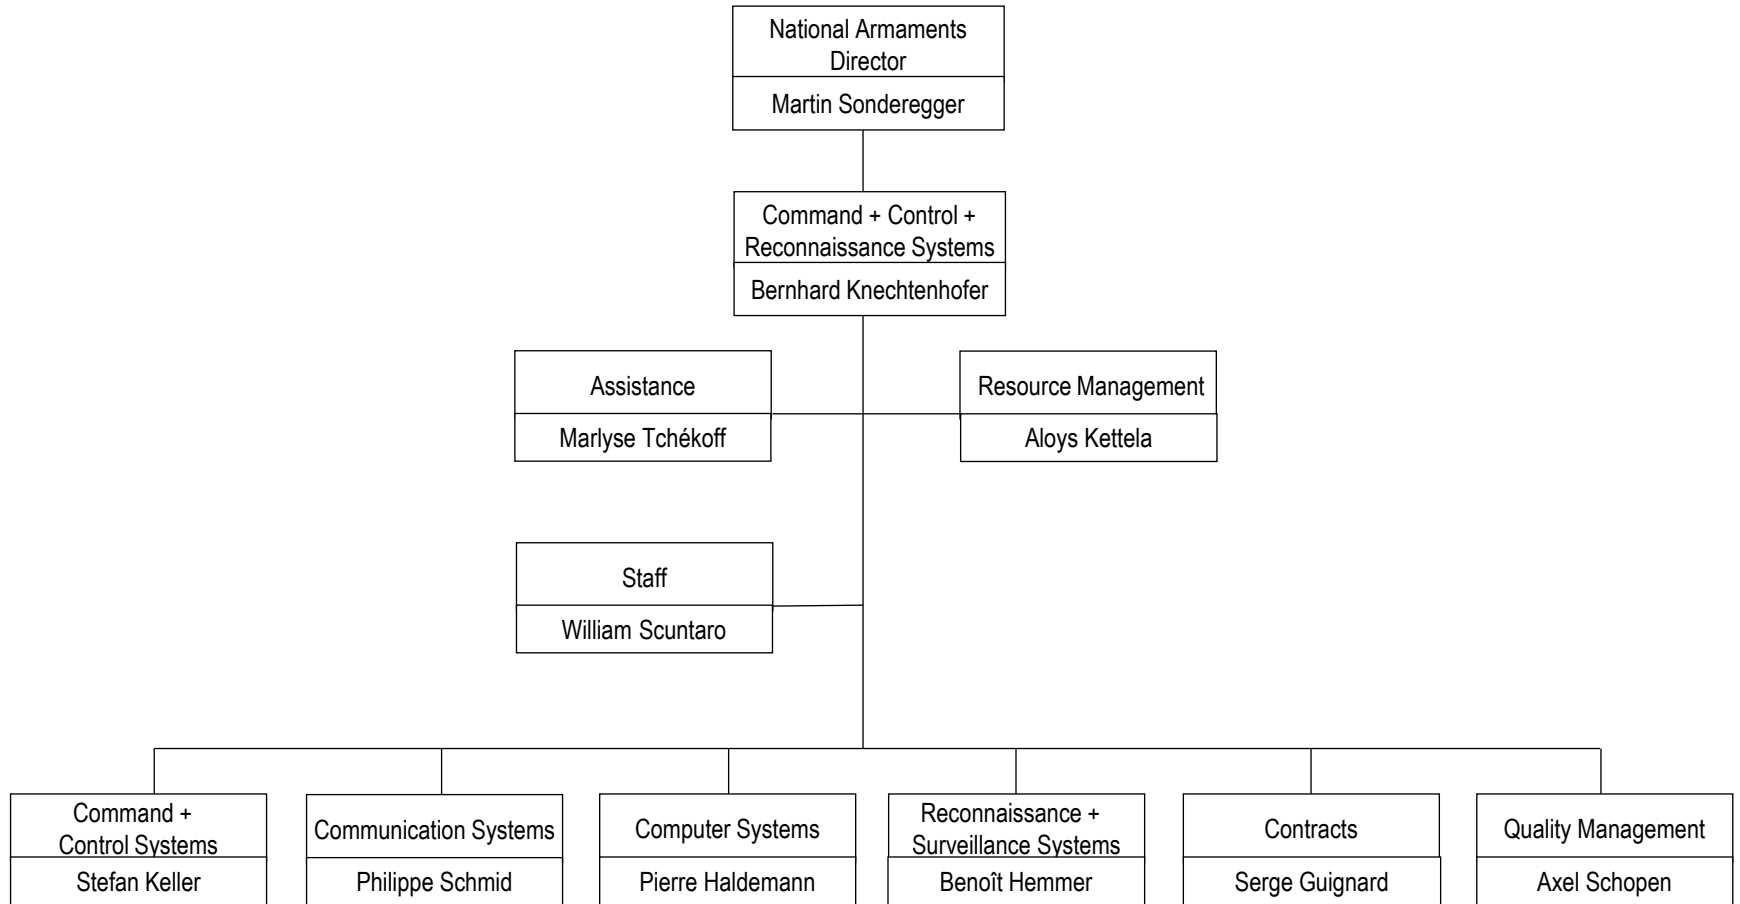 National Armaments
Director
Martin Sonderegger
Command + Control +
Reconnaissance Systems
Bernhard Knechtenhofer
Assistance
Marlyse Tchékoff
Resource Management
Aloys Kettela
Staff
William Scuntaro
Command +
Control Systems
Stefan Keller
Communication Systems
Philippe Schmid
Computer Systems
Pierre Haldemann
Reconnaissance +
Surveillance Systems
Benoît Hemmer
Contracts
Serge Guignard
Quality Management
Axel Schopen